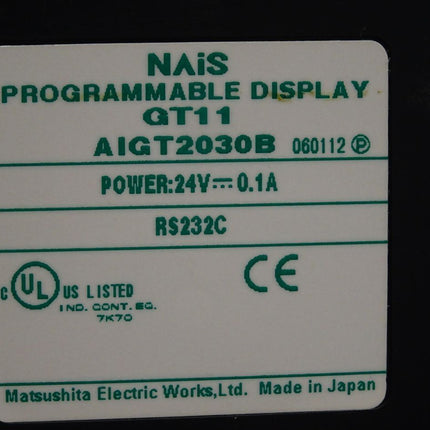 NAiS
PROGRAMMABLE DISPLAY
GT11
AIGT2030B 060112 Ⓟ
POWER:24V⎓0.1A
RS232C
c UL US LISTED CE
IND. CONT. EQ.
7K70
Matsushita Electric Works,Ltd. Made in Japan